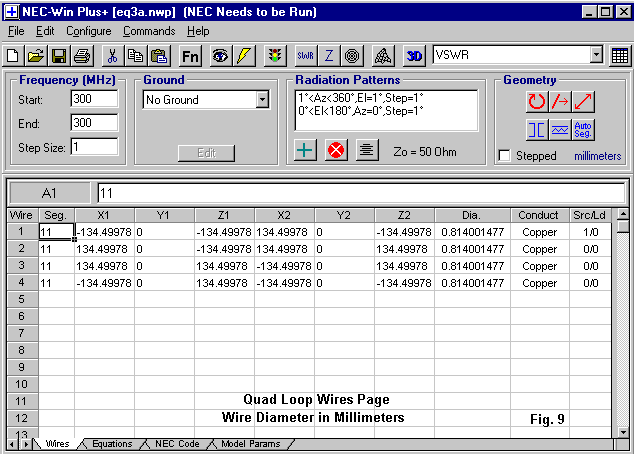 NEC-Win Plus+ [eq3a.nwp] (NEC Needs to be Run)
File Edit Configure Commands Help
Fn SWR Z 3D VSWR
Frequency (MHz) Ground Radiation Patterns Geometry
Start: 300
End: 300
Step Size: 1
No Ground
Edit
1°<Az<360°,El=1°,Step=1°
0°<El<180°,Az=0°,Step=1°
Zo = 50 Ohm
Auto Seg.
Stepped millimeters
A1 11
Wire Seg. X1 Y1 Z1 X2 Y2 Z2 Dia. Conduct Src/Ld
1 11 -134.49978 0 -134.49978 134.49978 0 -134.49978 0.814001477 Copper 1/0
2 11 134.49978 0 -134.49978 134.49978 0 134.49978 0.814001477 Copper 0/0
3 11 134.49978 0 134.49978 -134.49978 0 134.49978 0.814001477 Copper 0/0
4 11 -134.49978 0 134.49978 -134.49978 0 -134.49978 0.814001477 Copper 0/0
5
6
7
8
9
10
11 Quad Loop Wires Page
12 Wire Diameter in Millimeters Fig. 9
13
Wires Equations NEC Code Model Params